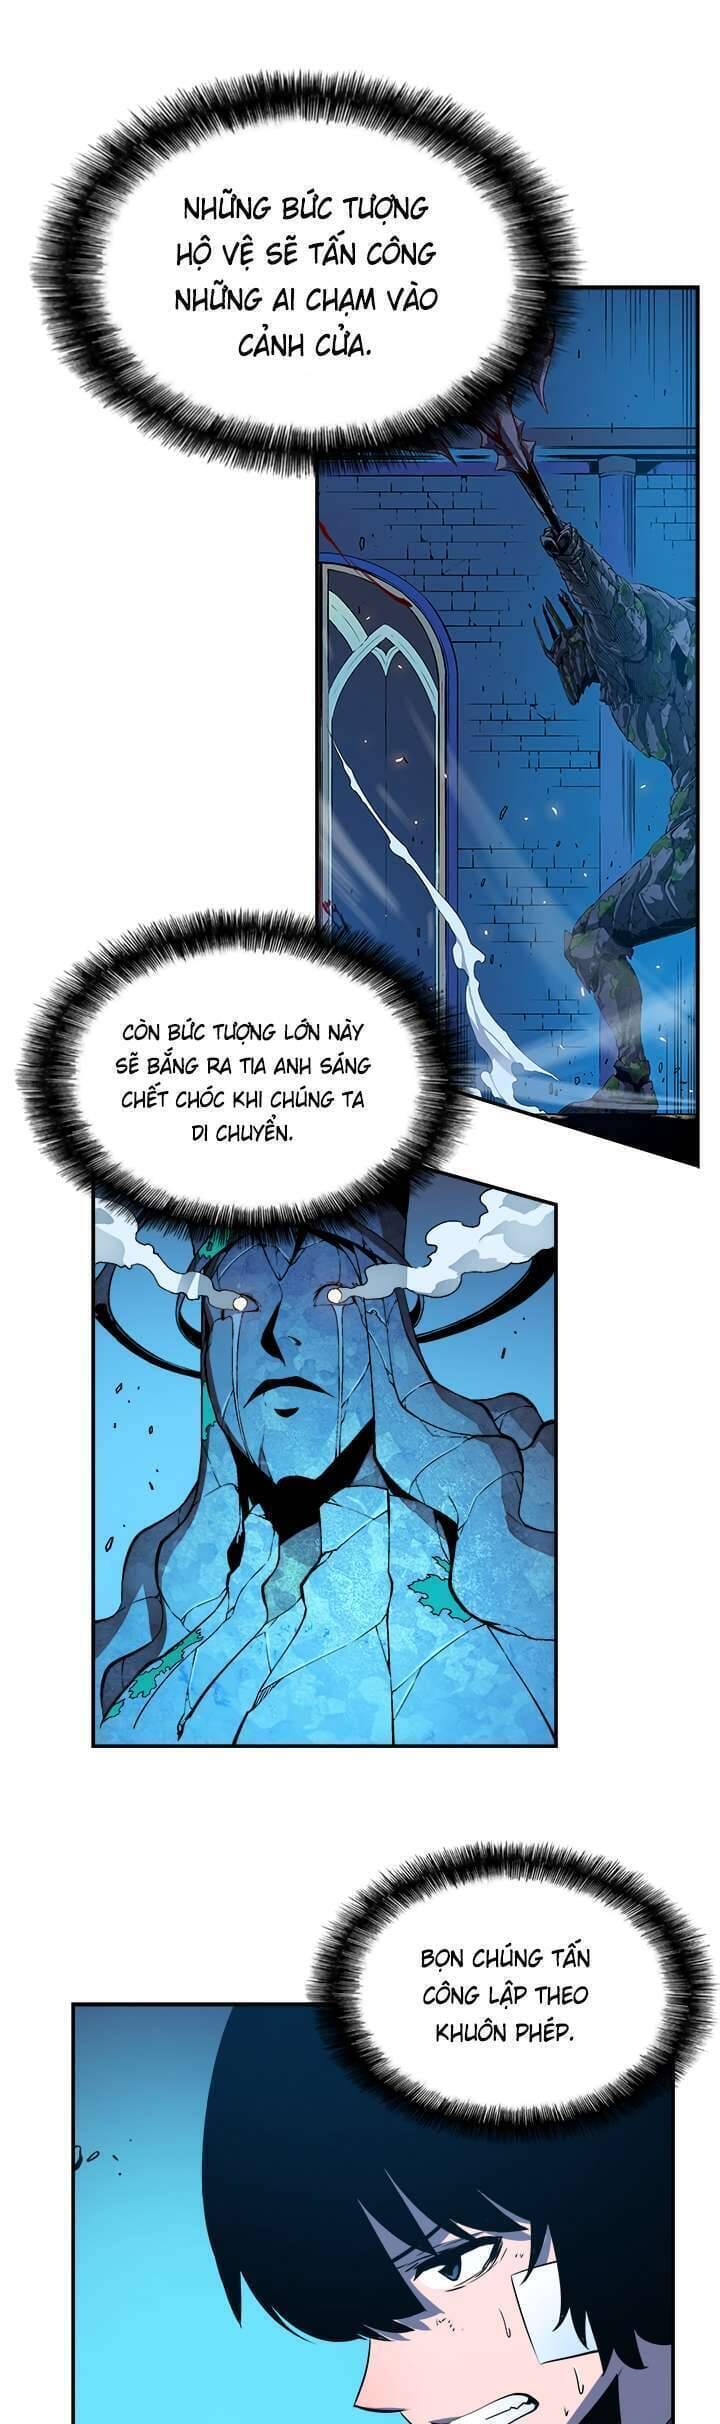 NHỮNG BỨC TƯỢNG
HỘ VỆ SẼ TẤN CÔNG
NHỮNG AI CHẠM VÀO
CẢNH CỬA.
CÒN BỨC TƯỢNG LỚN NÀY
SẼ BẮNG RA TIA ANH SÁNG
CHẾT CHÓC KHI CHÚNG TA
DI CHUYỂN.
BỌN CHÚNG TẤN
CÔNG LẬP THEO
KHUÔN PHÉP.